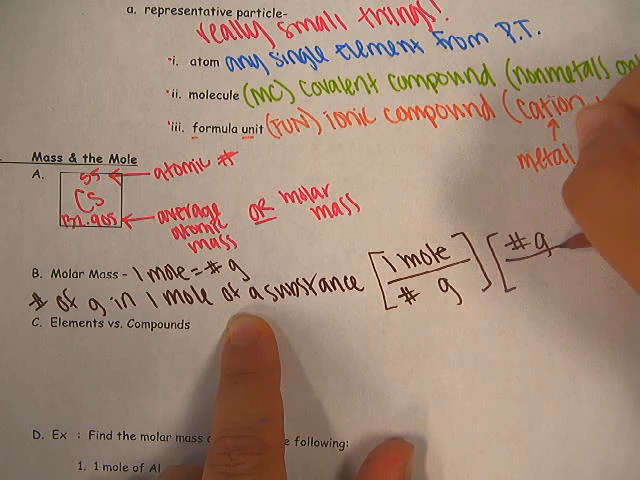 a. representative particle-
really small things!
i. atom any single element from P.T.
ii. molecule (MC) covalent compound (nonmetals
iii. formula unit (FUN) ionic compound (cation
metal
Mass & the Mole
A.
55 ← atomic #
Cs
132.905 ← average atomic mass OR molar mass
B. Molar Mass - 1 mole = # g
# of g in 1 mole of a substance [1 mole / # g] [# g
C. Elements vs. Compounds
D. Ex : Find the molar mass following:
1. 1 mole of Al